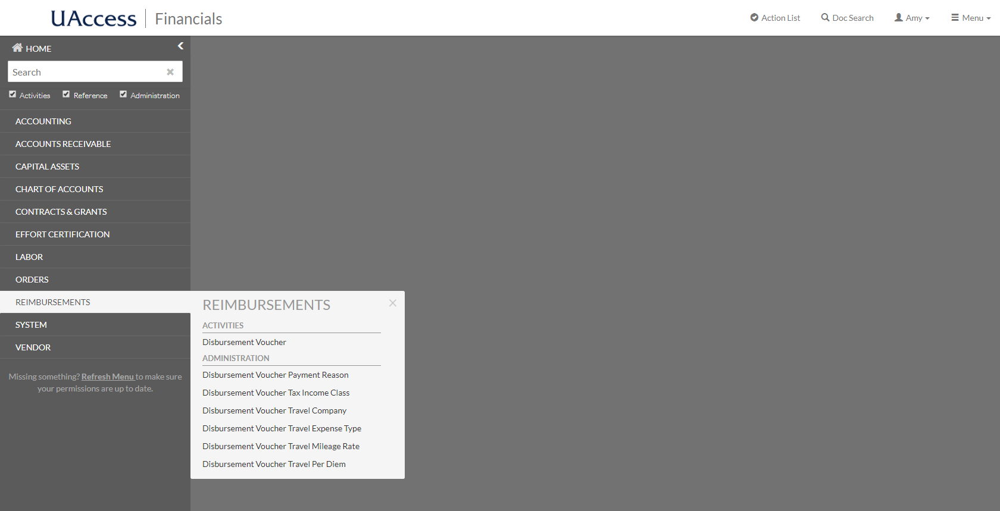 UAccess Financials
Action List
Doc Search
Amy
Menu
HOME
Search
Activities Reference Administration
ACCOUNTING
ACCOUNTS RECEIVABLE
CAPITAL ASSETS
CHART OF ACCOUNTS
CONTRACTS & GRANTS
EFFORT CERTIFICATION
LABOR
ORDERS
REIMBURSEMENTS
SYSTEM
VENDOR
Missing something? Refresh Menu to make sure
your permissions are up to date.
REIMBURSEMENTS
ACTIVITIES
Disbursement Voucher
ADMINISTRATION
Disbursement Voucher Payment Reason
Disbursement Voucher Tax Income Class
Disbursement Voucher Travel Company
Disbursement Voucher Travel Expense Type
Disbursement Voucher Travel Mileage Rate
Disbursement Voucher Travel Per Diem